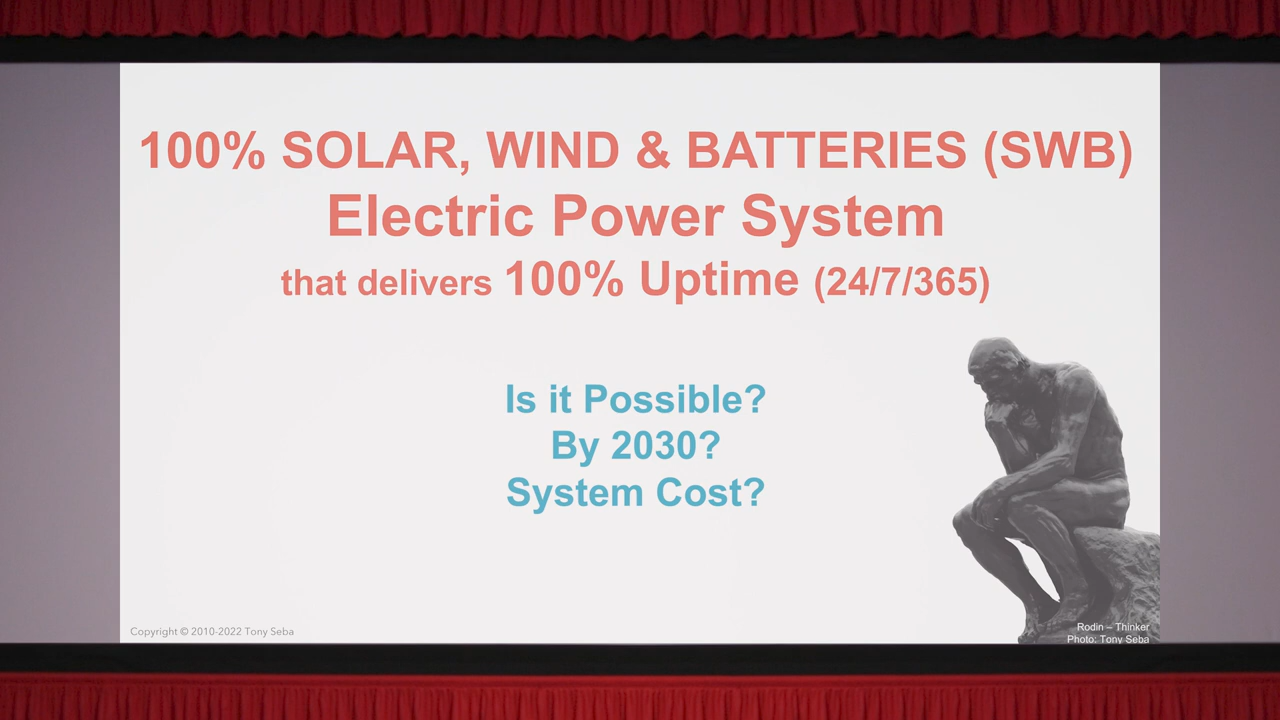 100% SOLAR, WIND & BATTERIES (SWB)
Electric Power System
that delivers 100% Uptime (24/7/365)
Is it Possible?
By 2030?
System Cost?
Copyright © 2010-2022 Tony Seba
Rodin – Thinker
Photo: Tony Seba